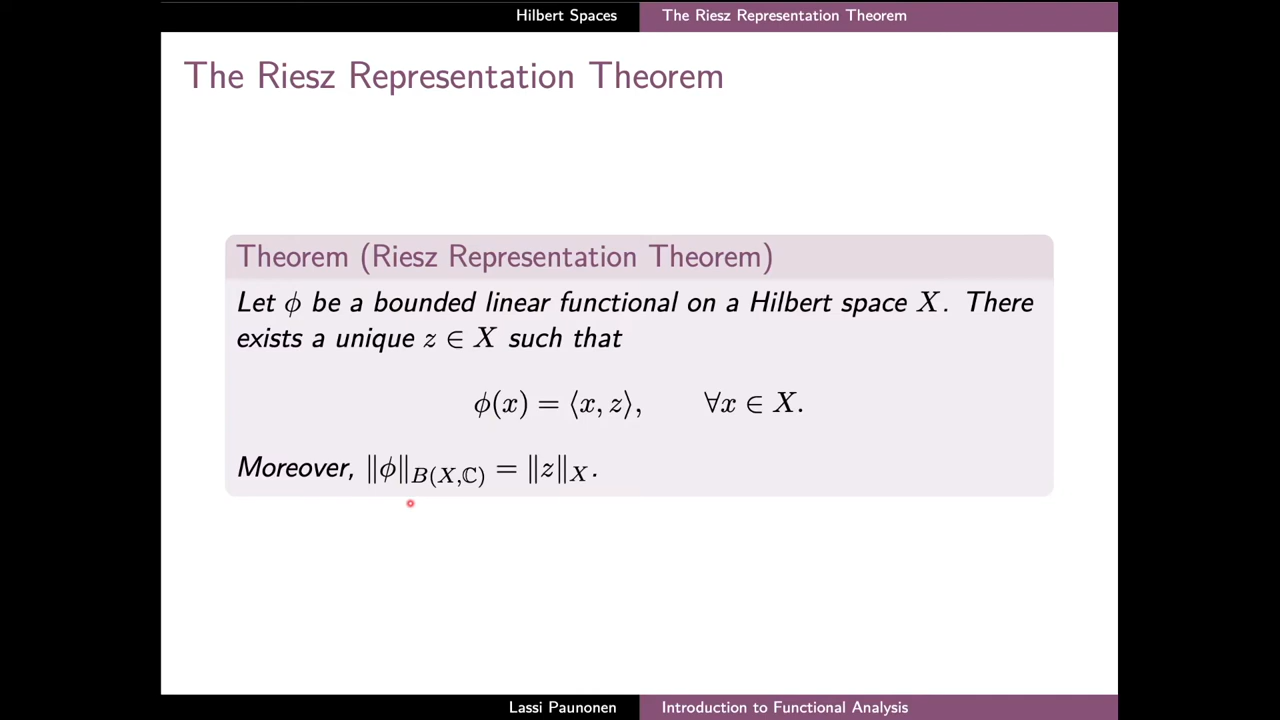 Hilbert Spaces The Riesz Representation Theorem
The Riesz Representation Theorem
Theorem (Riesz Representation Theorem)
Let ϕ be a bounded linear functional on a Hilbert space X. There
exists a unique z ∈ X such that
ϕ(x) = ⟨x, z⟩, ∀x ∈ X.
Moreover, ‖ϕ‖_{B(X,ℂ)} = ‖z‖_X.
Lassi Paunonen Introduction to Functional Analysis